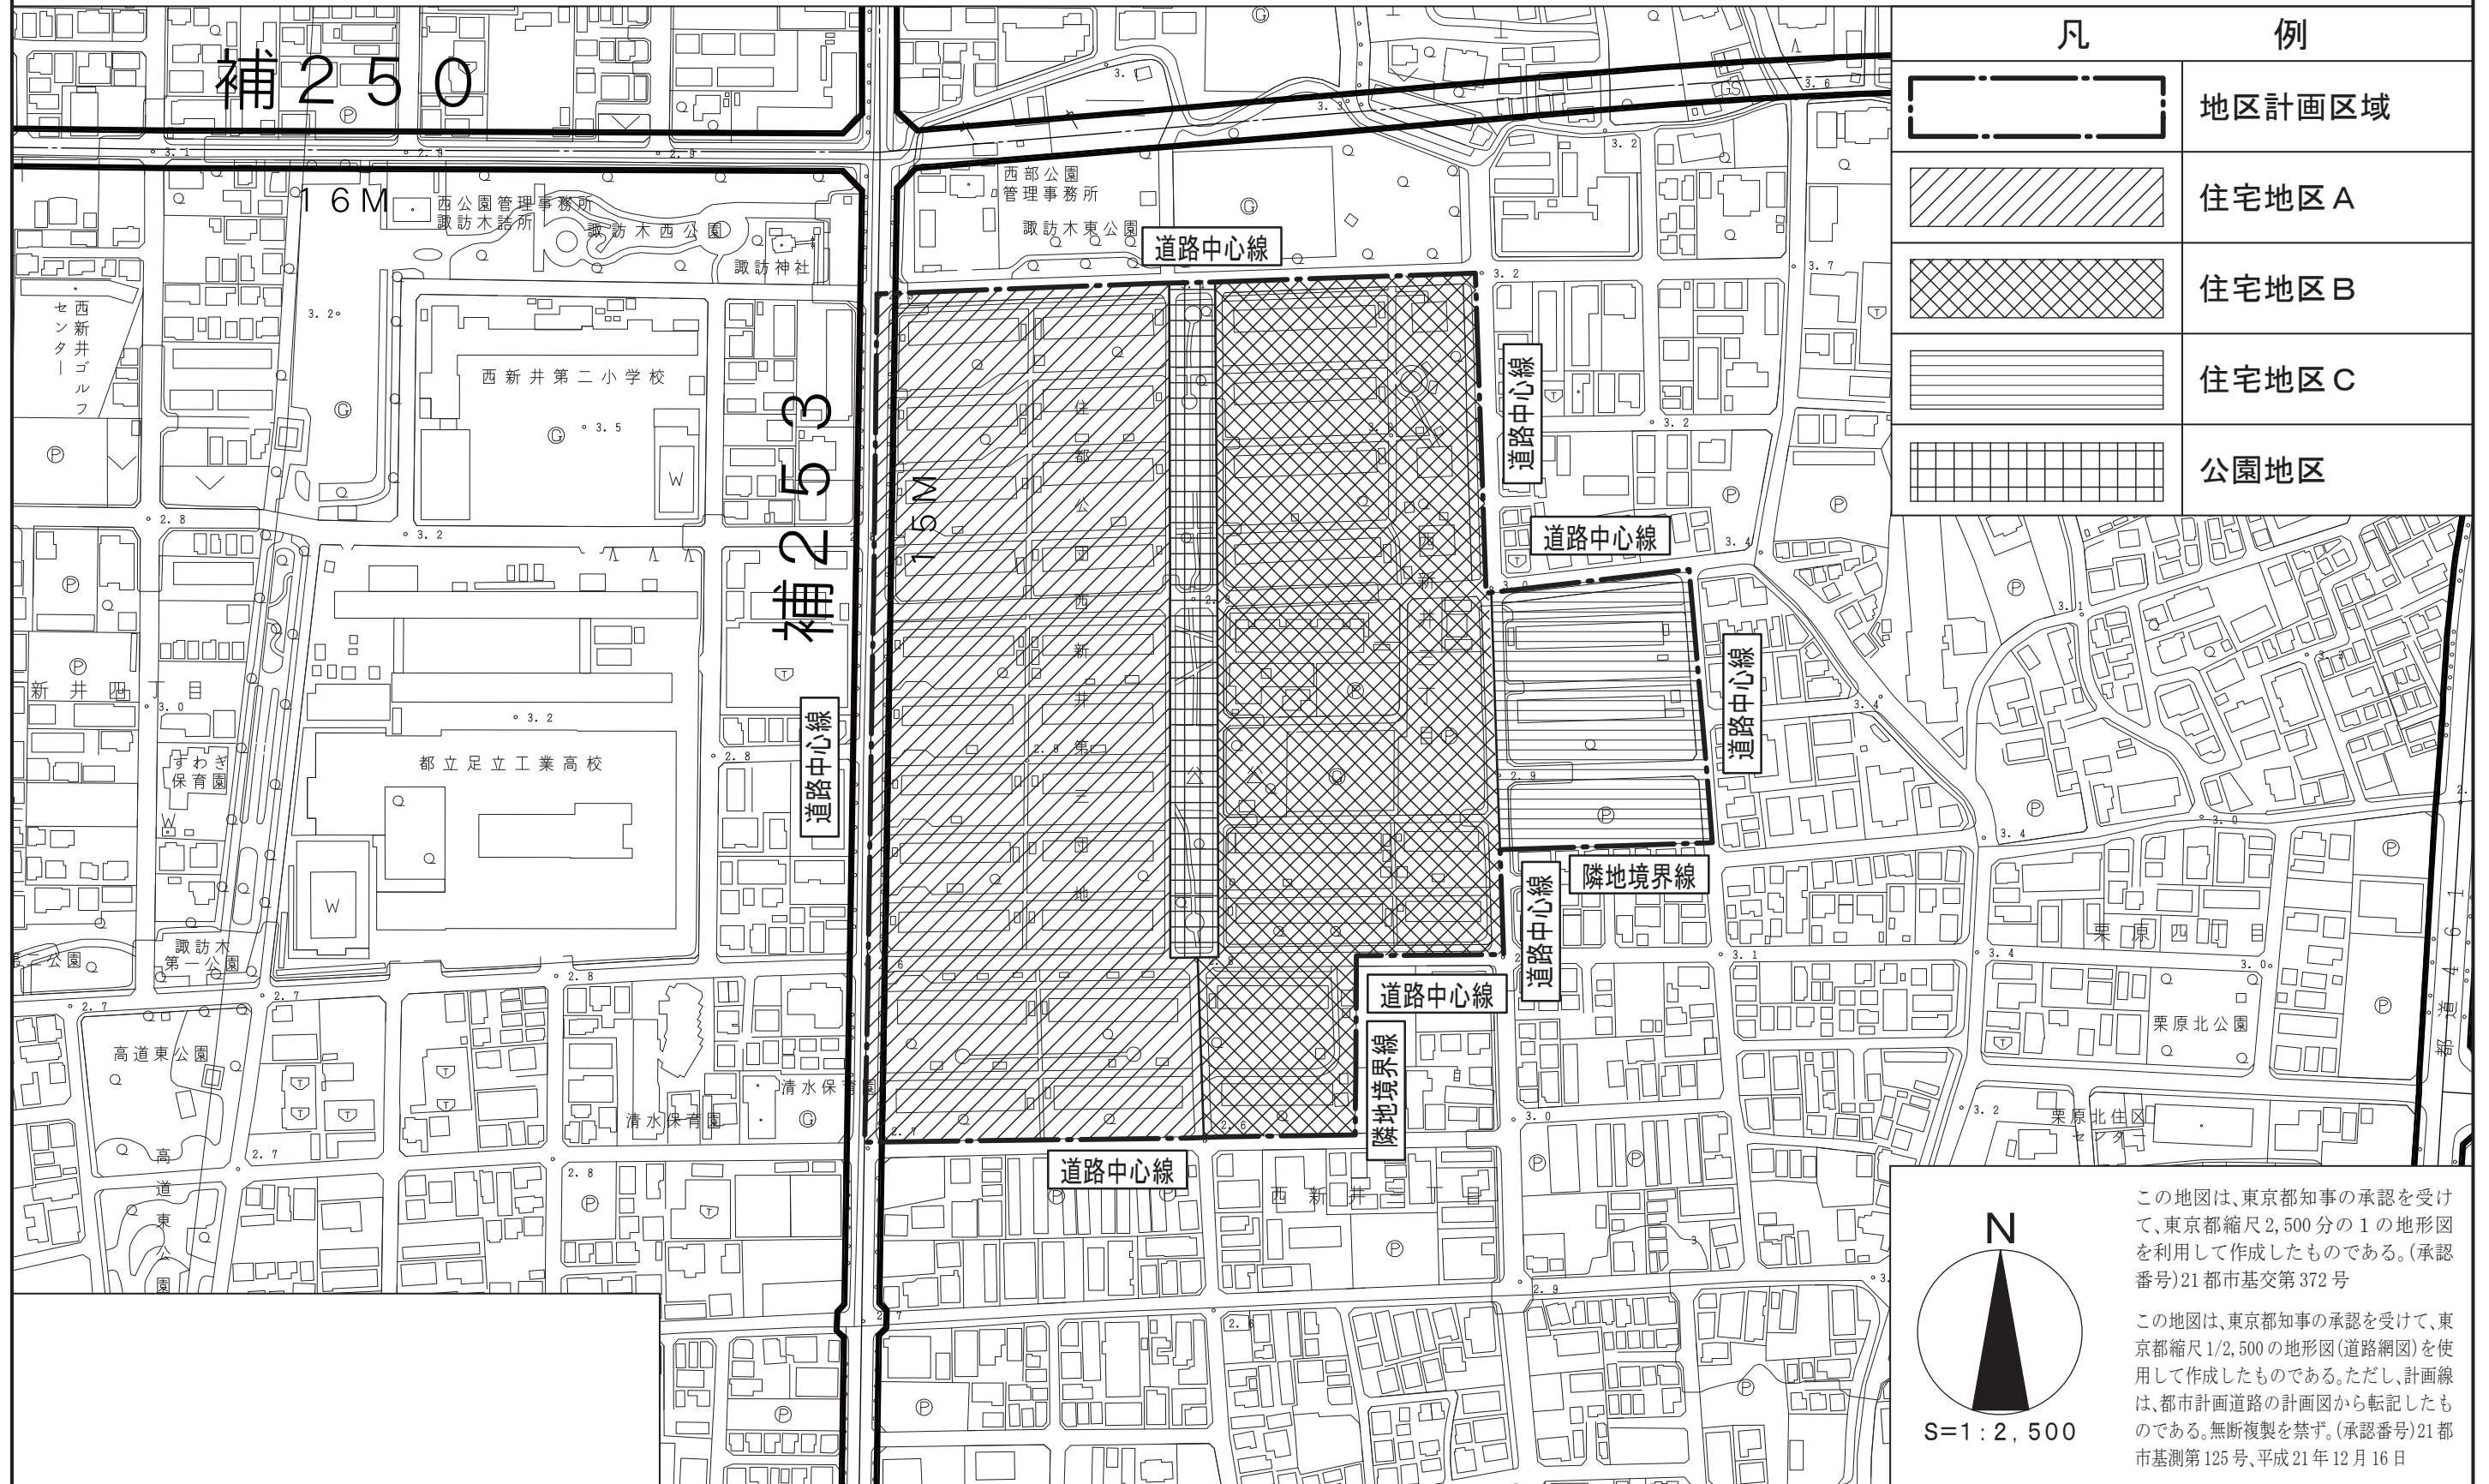 凡 例
地区計画区域
住宅地区A
住宅地区B
住宅地区C
公園地区
補250
16M
補253
15M
西公園管理事務所
諏訪木詰所
諏訪木西公園
諏訪神社
西部公園
管理事務所
諏訪木東公園
道路中心線
西新井ゴルフ
センター
西新井第二小学校
住都公団西新井第三団地
西新井三丁目
道路中心線
道路中心線
道路中心線
道路中心線
隣地境界線
道路中心線
道路中心線
隣地境界線
道路中心線
新井四丁目
すわぎ
保育園
都立足立工業高校
諏訪木
第一公園
第二公園
高道東公園
高道東公園
清水保育園
清水保育園
西新井三丁目
栗原四丁目
栗原北公園
栗原北住区
センター
都道461
N
S=1:2,500
この地図は、東京都知事の承認を受け
て、東京都縮尺2,500分の1の地形図
を利用して作成したものである。(承認
番号)21都市基交第372号
この地図は、東京都知事の承認を受けて、東
京都縮尺1/2,500の地形図(道路網図)を使
用して作成したものである。ただし、計画線
は、都市計画道路の計画図から転記したも
のである。無断複製を禁ず。(承認番号)21都
市基測第125号、平成21年12月16日